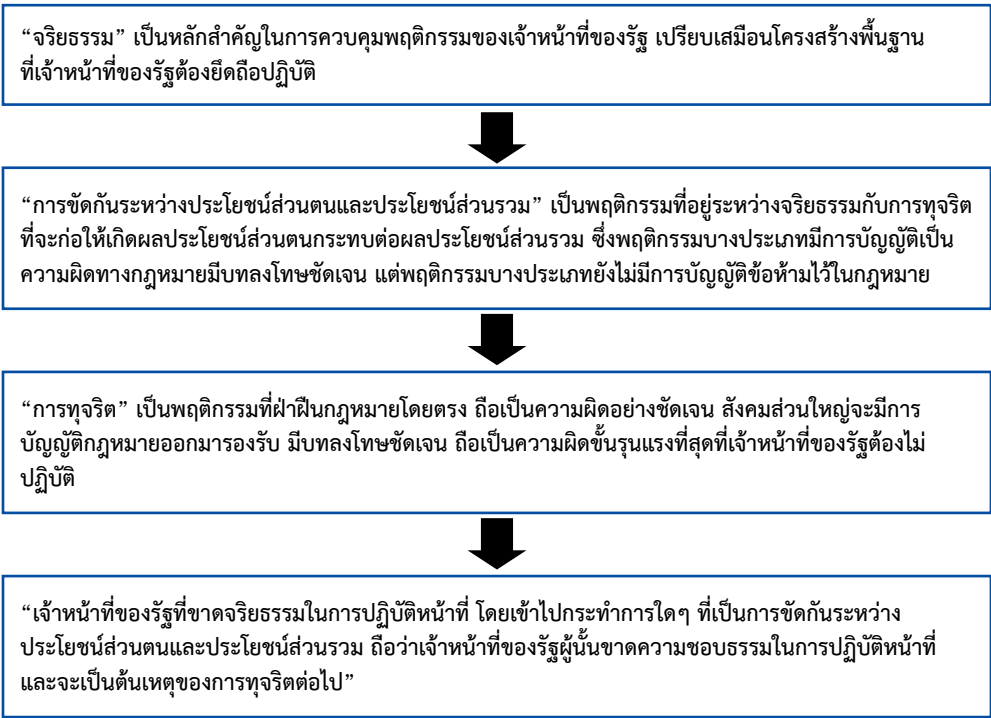 “จริยธรรม” เป็นหลักสำคัญในการควบคุมพฤติกรรมของเจ้าหน้าที่ของรัฐ เปรียบเสมือนโครงสร้างพื้นฐาน
ที่เจ้าหน้าที่ของรัฐต้องยึดถือปฏิบัติ
“การขัดกันระหว่างประโยชน์ส่วนตนและประโยชน์ส่วนรวม” เป็นพฤติกรรมที่อยู่ระหว่างจริยธรรมกับการทุจริต
ที่จะก่อให้เกิดผลประโยชน์ส่วนตนกระทบต่อผลประโยชน์ส่วนรวม ซึ่งพฤติกรรมบางประเภทมีการบัญญัติเป็น
ความผิดทางกฎหมายมีบทลงโทษชัดเจน แต่พฤติกรรมบางประเภทยังไม่มีการบัญญัติข้อห้ามไว้ในกฎหมาย
“การทุจริต” เป็นพฤติกรรมที่ฝ่าฝืนกฎหมายโดยตรง ถือเป็นความผิดอย่างชัดเจน สังคมส่วนใหญ่จะมีการ
บัญญัติกฎหมายออกมารองรับ มีบทลงโทษชัดเจน ถือเป็นความผิดขั้นรุนแรงที่สุดที่เจ้าหน้าที่ของรัฐต้องไม่
ปฏิบัติ
“เจ้าหน้าที่ของรัฐที่ขาดจริยธรรมในการปฏิบัติหน้าที่ โดยเข้าไปกระทำการใดๆ ที่เป็นการขัดกันระหว่าง
ประโยชน์ส่วนตนและประโยชน์ส่วนรวม ถือว่าเจ้าหน้าที่ของรัฐผู้นั้นขาดความชอบธรรมในการปฏิบัติหน้าที่
และจะเป็นต้นเหตุของการทุจริตต่อไป”